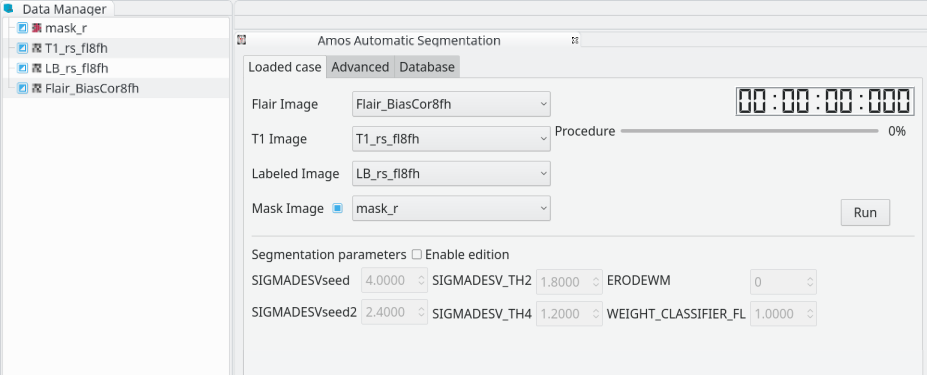 Data Manager
mask_r
T1_rs_fl8fh
LB_rs_fl8fh
Flair_BiasCor8fh
Amos Automatic Segmentation
Loaded case Advanced Database
Flair Image Flair_BiasCor8fh 00:00:00:000
T1 Image T1_rs_fl8fh Procedure 0%
Labeled Image LB_rs_fl8fh
Mask Image mask_r Run
Segmentation parameters Enable edition
SIGMADESVseed 4.0000 SIGMADESV_TH2 1.8000 ERODEWM 0
SIGMADESVseed2 2.4000 SIGMADESV_TH4 1.2000 WEIGHT_CLASSIFIER_FL 1.0000